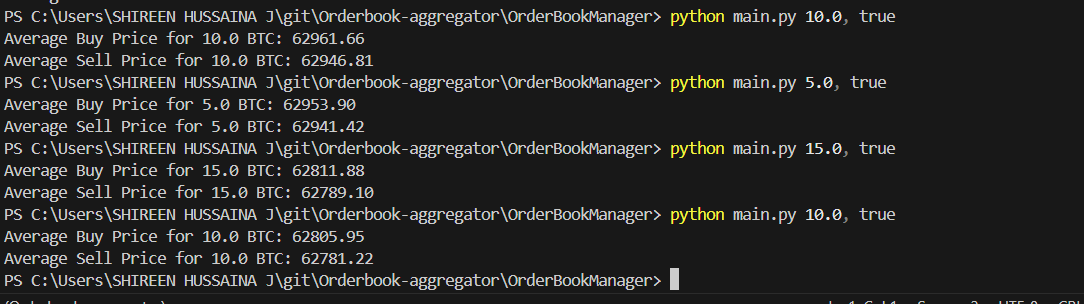 PS C:\Users\SHIREEN HUSSAINA J\git\Orderbook-aggregator\OrderBookManager> python main.py 10.0, true
Average Buy Price for 10.0 BTC: 62961.66
Average Sell Price for 10.0 BTC: 62946.81
PS C:\Users\SHIREEN HUSSAINA J\git\Orderbook-aggregator\OrderBookManager> python main.py 5.0, true
Average Buy Price for 5.0 BTC: 62953.90
Average Sell Price for 5.0 BTC: 62941.42
PS C:\Users\SHIREEN HUSSAINA J\git\Orderbook-aggregator\OrderBookManager> python main.py 15.0, true
Average Buy Price for 15.0 BTC: 62811.88
Average Sell Price for 15.0 BTC: 62789.10
PS C:\Users\SHIREEN HUSSAINA J\git\Orderbook-aggregator\OrderBookManager> python main.py 10.0, true
Average Buy Price for 10.0 BTC: 62805.95
Average Sell Price for 10.0 BTC: 62781.22
PS C:\Users\SHIREEN HUSSAINA J\git\Orderbook-aggregator\OrderBookManager>